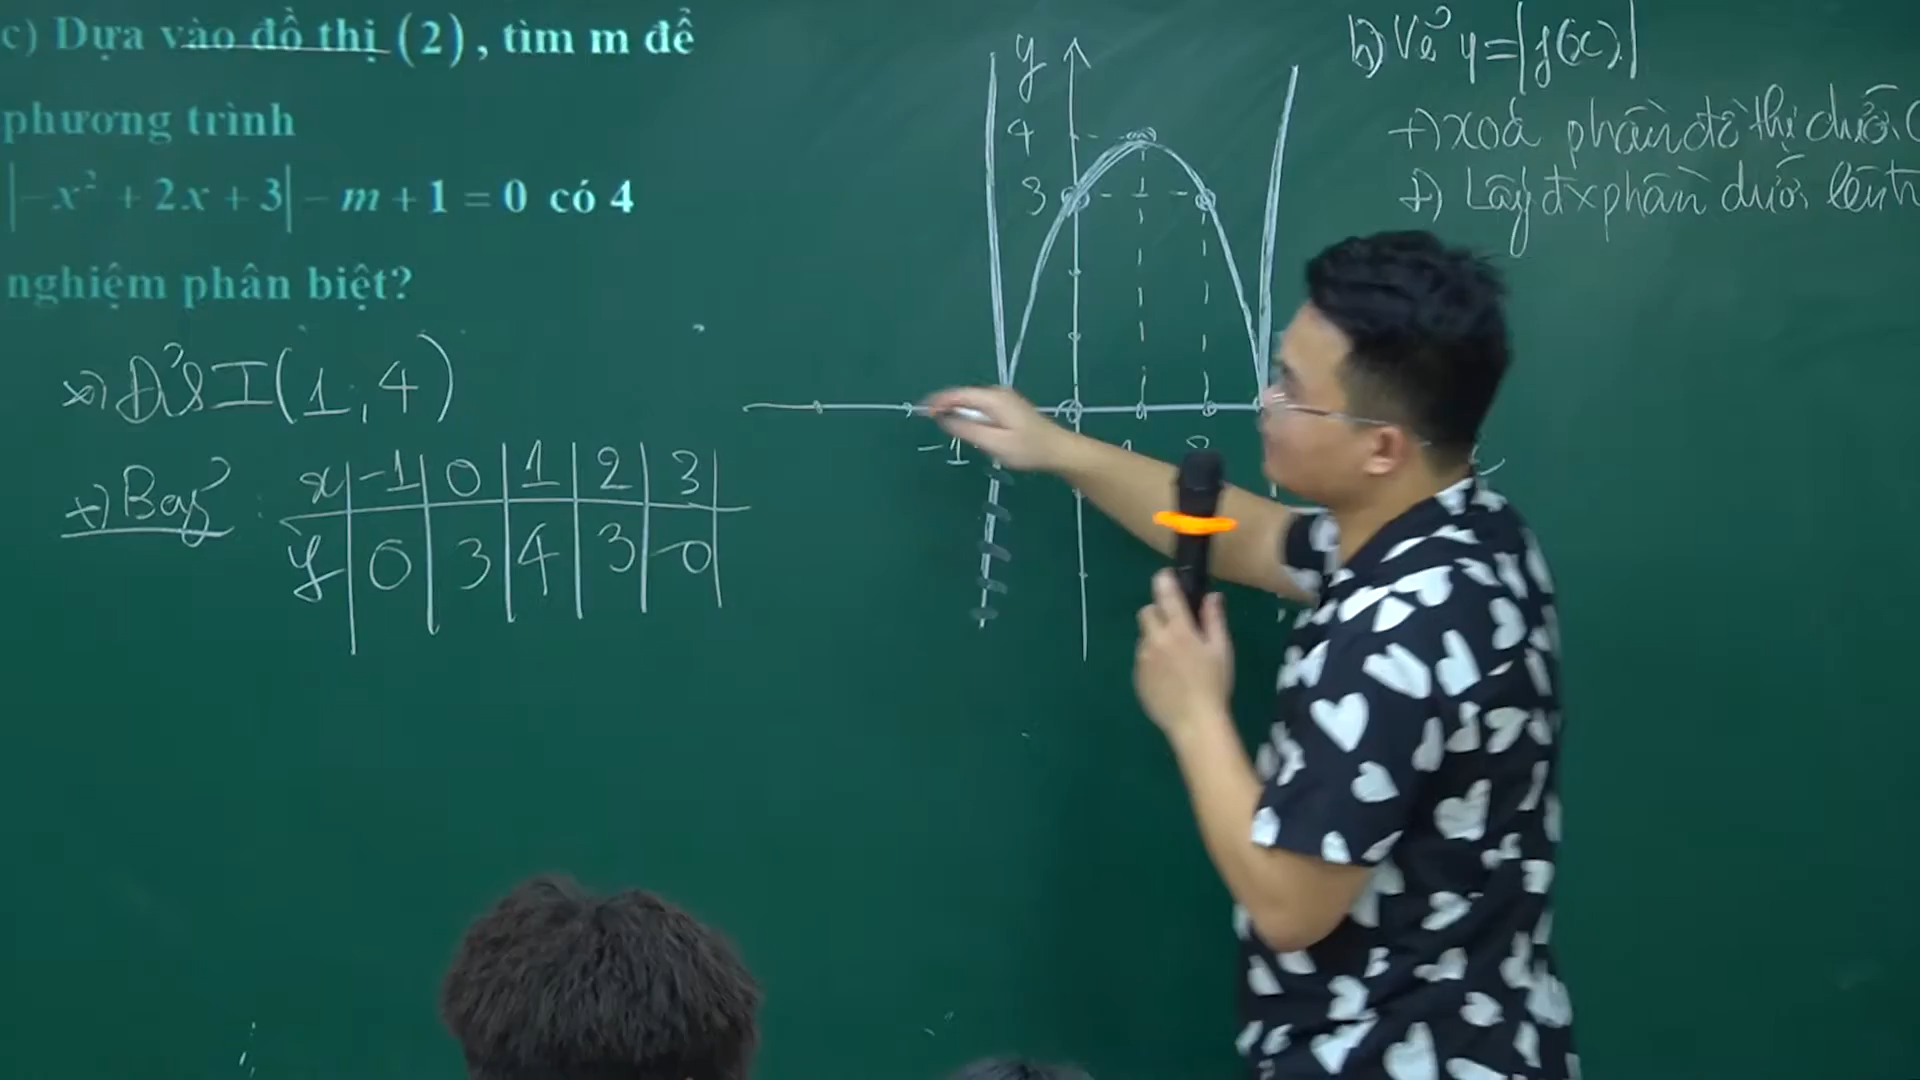 c) Dựa vào đồ thị (2), tìm m để
phương trình
|-x² + 2x + 3| - m + 1 = 0 có 4
nghiệm phân biệt?
+) Đỉnh I(1; 4)
+) Bảng :
x | -1 | 0 | 1 | 2 | 3 |
y | 0 | 3 | 4 | 3 | 0 |
y
4
3
-1
b) Vẽ y = |f(x)|
+) xoá phần đồ thị dưới
+) Lấy đx phần dưới lên